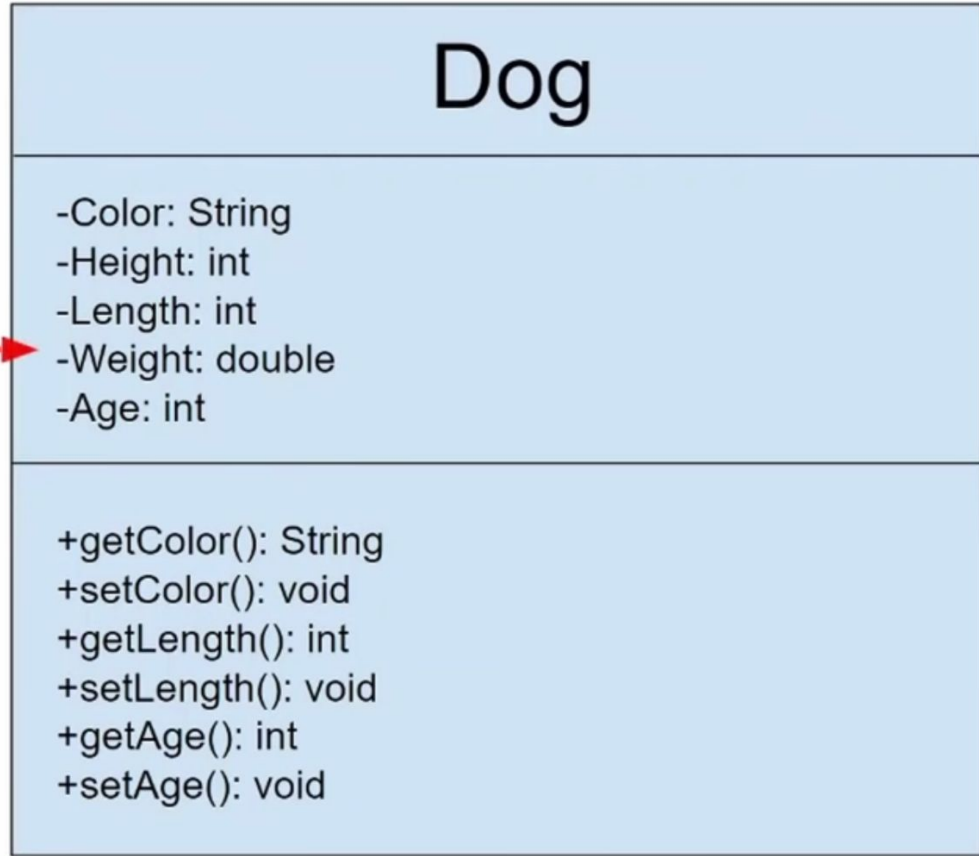 Dog
-Color: String
-Height: int
-Length: int
-Weight: double
-Age: int
+getColor(): String
+setColor(): void
+getLength(): int
+setLength(): void
+getAge(): int
+setAge(): void